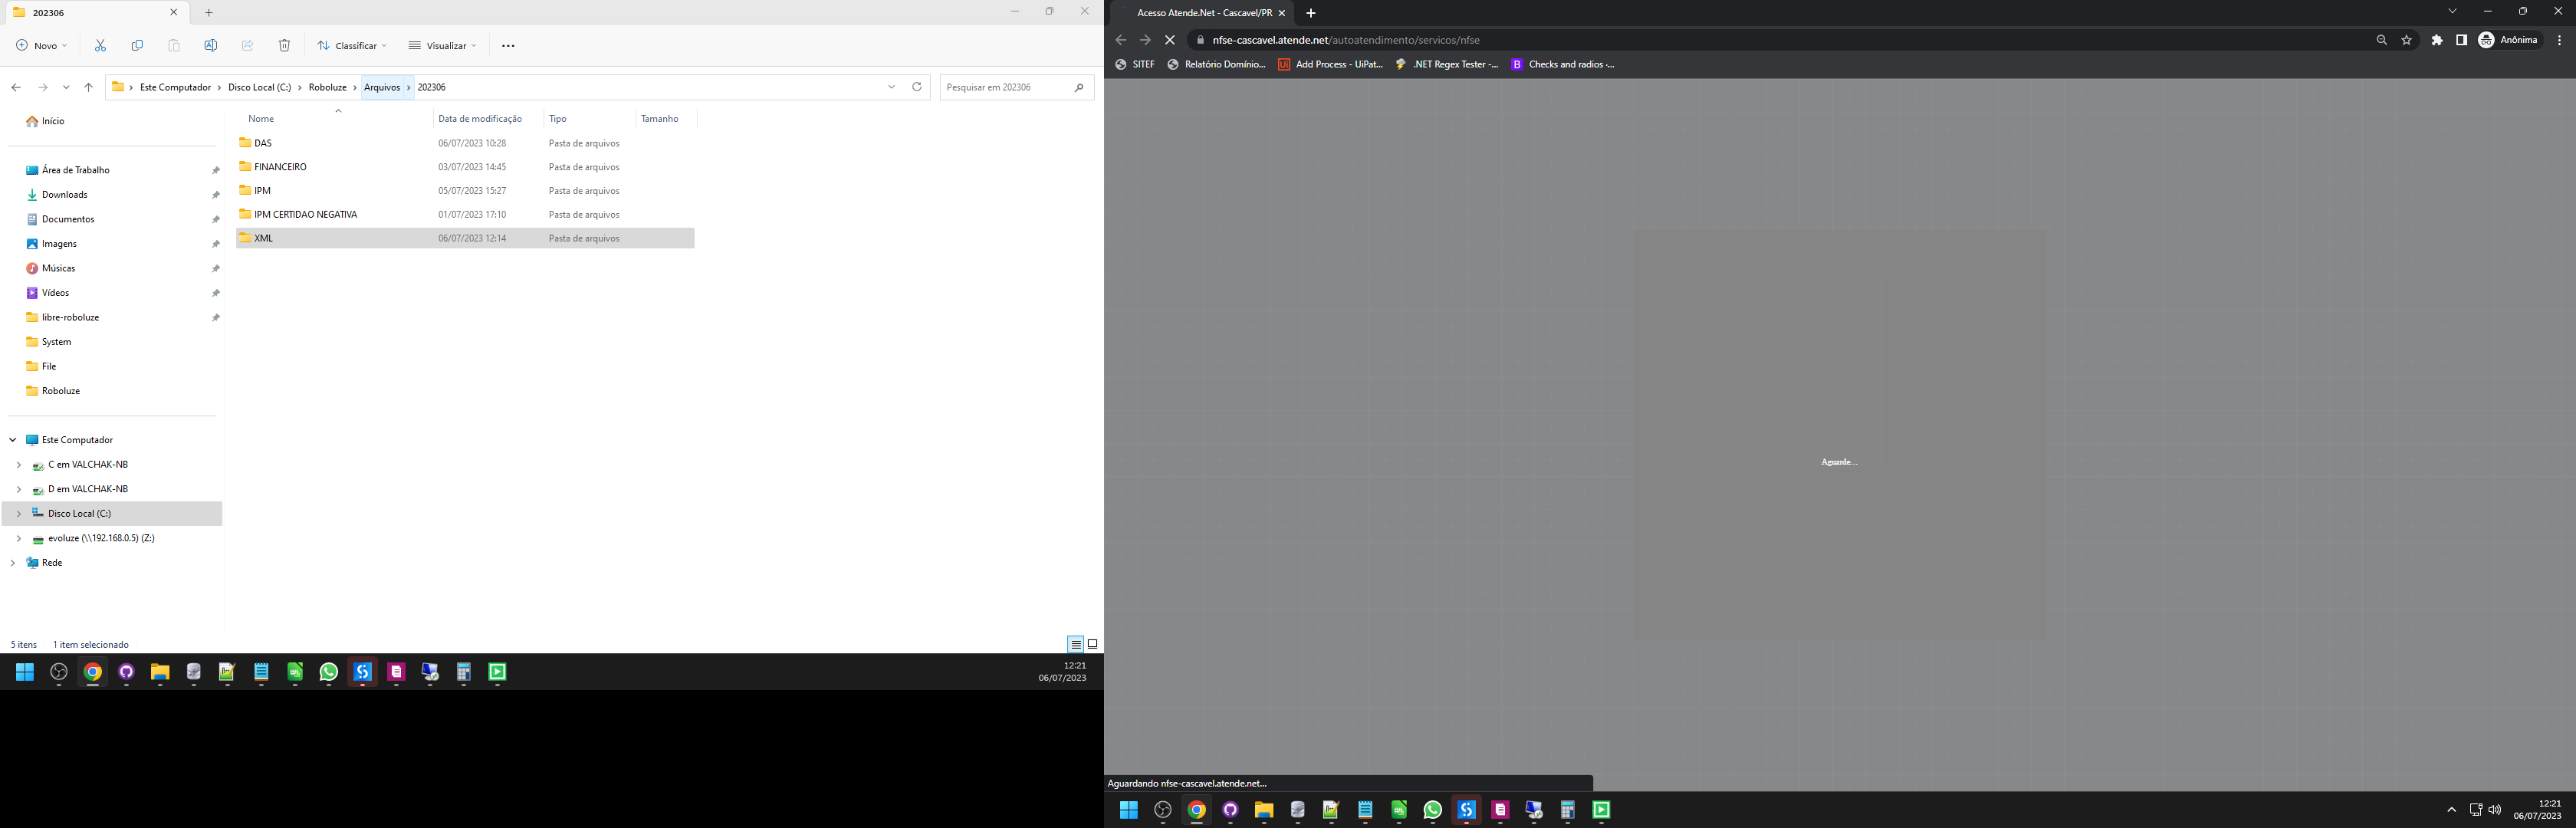 202306
Novo
Classificar
Visualizar
Este Computador
Disco Local (C:)
Roboluze
Arquivos
202306
Pesquisar em 202306
Início
Área de Trabalho
Downloads
Documentos
Imagens
Músicas
Vídeos
libre-roboluze
System
File
Roboluze
Este Computador
C em VALCHAK-NB
D em VALCHAK-NB
Disco Local (C:)
evoluze (\\192.168.0.5) (Z:)
Rede
Nome Data de modificação Tipo Tamanho
DAS 06/07/2023 10:28 Pasta de arquivos
FINANCEIRO 03/07/2023 14:45 Pasta de arquivos
IPM 05/07/2023 15:27 Pasta de arquivos
IPM CERTIDAO NEGATIVA 01/07/2023 17:10 Pasta de arquivos
XML 06/07/2023 12:14 Pasta de arquivos
5 itens 1 item selecionado
12:21
06/07/2023
Acesso Atende.Net - Cascavel/PR
nfse-cascavel.atende.net/autoatendimento/servicos/nfse
Anônima
SITEF
Relatório Domínio...
Add Process - UiPat...
.NET Regex Tester -...
Checks and radios ·...
Aguarde...
Aguardando nfse-cascavel.atende.net...
12:21
06/07/2023